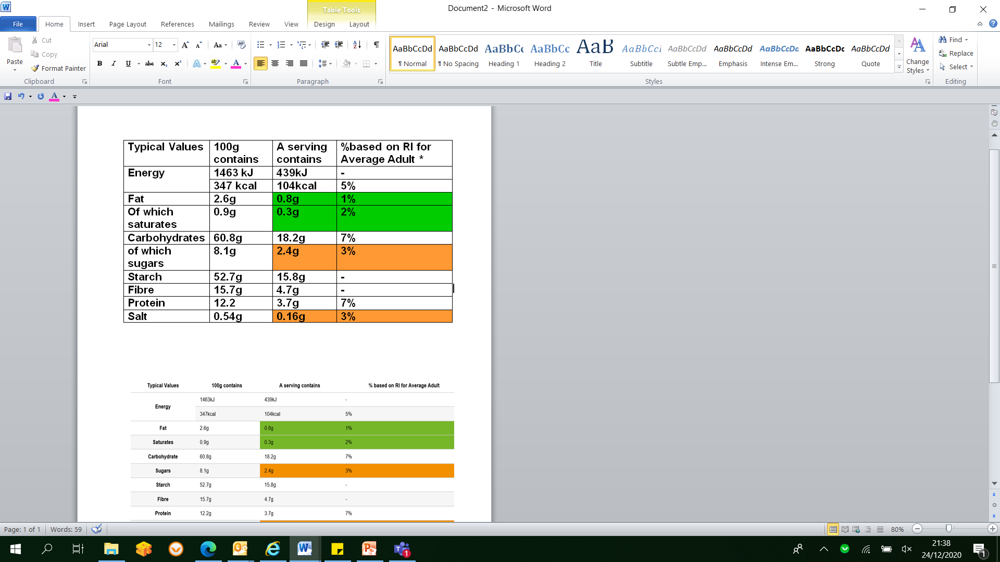 Table Tools
Document2 - Microsoft Word
File Home Insert Page Layout References Mailings Review View Design Layout
Paste
Cut
Copy
Format Painter
Clipboard
Arial 12
Font
Paragraph
AaBbCcDd AaBbCcDd AaBbCc AaBbCc AaB AaBbCcI AaBbCcDd AaBbCcDd AaBbCcDd AaBbCcDc AaBbCcDd
¶ Normal ¶ No Spacing Heading 1 Heading 2 Title Subtitle Subtle Emp... Emphasis Intense Em... Strong Quote
Styles
Change
Styles
Find
Replace
Select
Editing
Typical Values 100g contains A serving contains %based on RI for Average Adult *
Energy 1463 kJ 439kJ -
347 kcal 104kcal 5%
Fat 2.6g 0.8g 1%
Of which saturates 0.9g 0.3g 2%
Carbohydrates 60.8g 18.2g 7%
of which sugars 8.1g 2.4g 3%
Starch 52.7g 15.8g -
Fibre 15.7g 4.7g -
Protein 12.2 3.7g 7%
Salt 0.54g 0.16g 3%
Typical Values 100g contains A serving contains % based on RI for Average Adult
Energy 1463kJ 439kJ -
347kcal 104kcal 5%
Fat 2.6g 0.8g 1%
Saturates 0.9g 0.3g 2%
Carbohydrate 60.8g 18.2g 7%
Sugars 8.1g 2.4g 3%
Starch 52.7g 15.8g -
Fibre 15.7g 4.7g -
Protein 12.2g 3.7g 7%
Page: 1 of 1 Words: 59 80%
21:38
24/12/2020